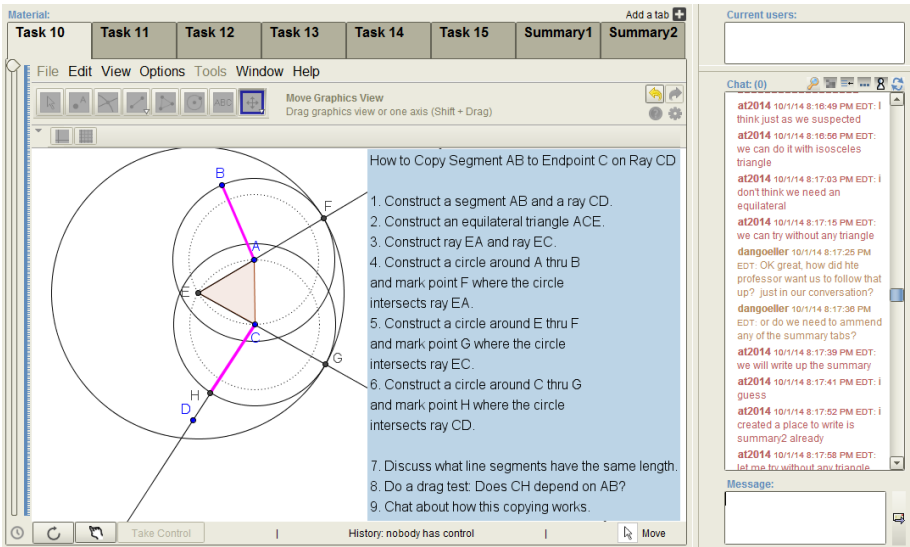 Material:
Add a tab
Task 10
Task 11
Task 12
Task 13
Task 14
Task 15
Summary1
Summary2
File Edit View Options Tools Window Help
A
ABC
Move Graphics View
Drag graphics view or one axis (Shift + Drag)
How to Copy Segment AB to Endpoint C on Ray CD
1. Construct a segment AB and a ray CD.
2. Construct an equilateral triangle ACE.
3. Construct ray EA and ray EC.
4. Construct a circle around A thru B
and mark point F where the circle
intersects ray EA.
5. Construct a circle around E thru F
and mark point G where the circle
intersects ray EC.
6. Construct a circle around C thru G
and mark point H where the circle
intersects ray CD.
7. Discuss what line segments have the same length.
8. Do a drag test: Does CH depend on AB?
9. Chat about how this copying works.
B
F
A
E
C
G
H
D
Take Control
History: nobody has control
Move
Current users:
Chat: (0)
at2014 10/1/14 8:16:49 PM EDT: I
think just as we suspected
at2014 10/1/14 8:16:56 PM EDT:
we can do it with isosceles
triangle
at2014 10/1/14 8:17:03 PM EDT: i
don't think we need an
equilateral
at2014 10/1/14 8:17:15 PM EDT:
we can try without any triangle
dangoeller 10/1/14 8:17:25 PM
EDT: OK great, how did hte
professor want us to follow that
up? just in our conversation?
dangoeller 10/1/14 8:17:36 PM
EDT: or do we need to ammend
any of the summary tabs?
at2014 10/1/14 8:17:39 PM EDT:
we will write up the summary
at2014 10/1/14 8:17:41 PM EDT: i
guess
at2014 10/1/14 8:17:52 PM EDT: i
created a place to write is
summary2 already
at2014 10/1/14 8:17:58 PM EDT:
let me try without any triangle
Message: